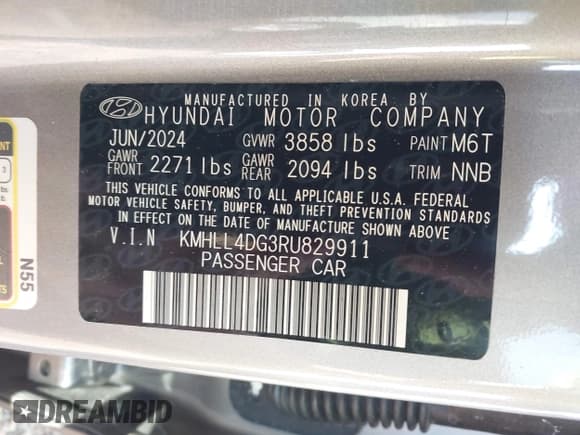 MANUFACTURED IN KOREA BY
HYUNDAI MOTOR COMPANY
JUN/2024 GVWR 3858 lbs PAINT M6T
GAWR FRONT 2271 lbs GAWR REAR 2094 lbs TRIM NNB
THIS VEHICLE CONFORMS TO ALL APPLICABLE U.S.A. FEDERAL
MOTOR VEHICLE SAFETY, BUMPER, AND THEFT PREVENTION STANDARDS
IN EFFECT ON THE DATE OF MANUFACTURE SHOWN ABOVE
V.I.N KMHLL4DG3RU829911
PASSENGER CAR
N55
3
lbs
DREAMBID